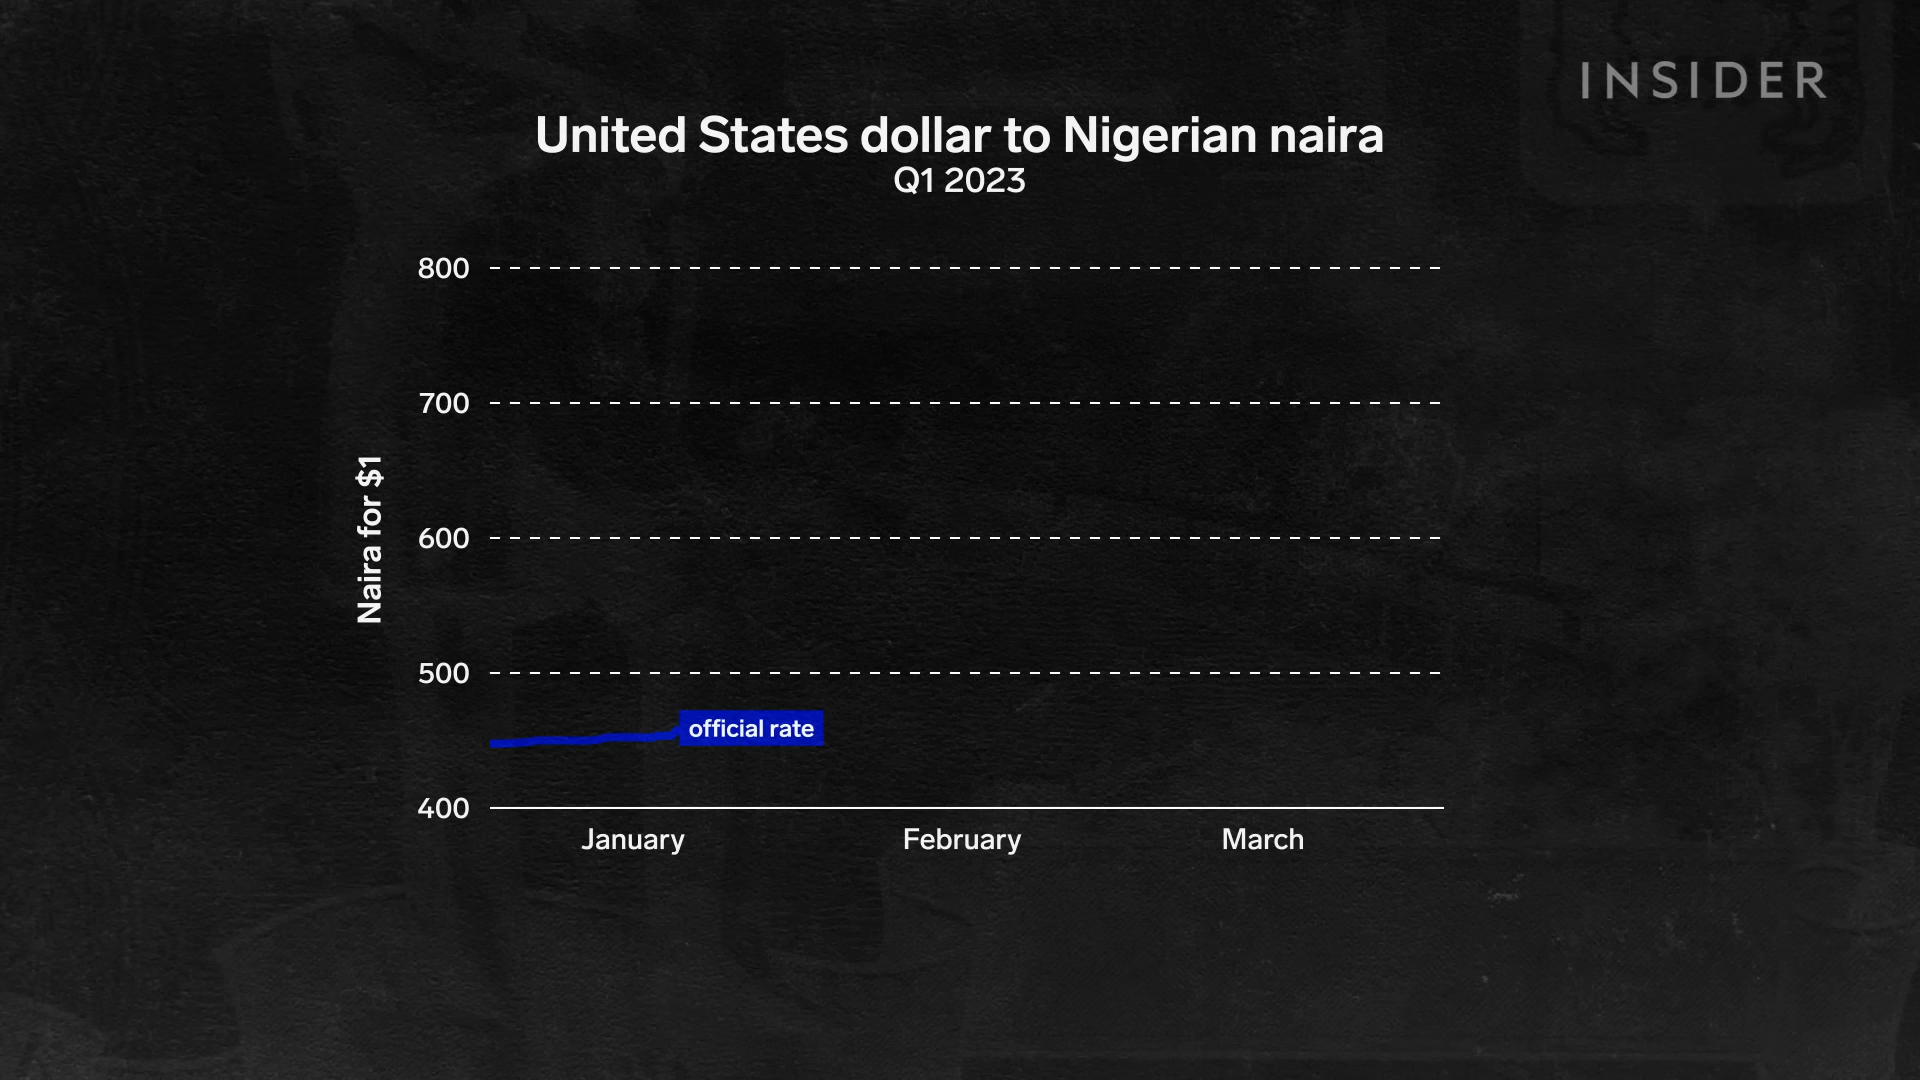 INSIDER
United States dollar to Nigerian naira
Q1 2023
Naira for $1
800
700
600
500
official rate
400
January February March